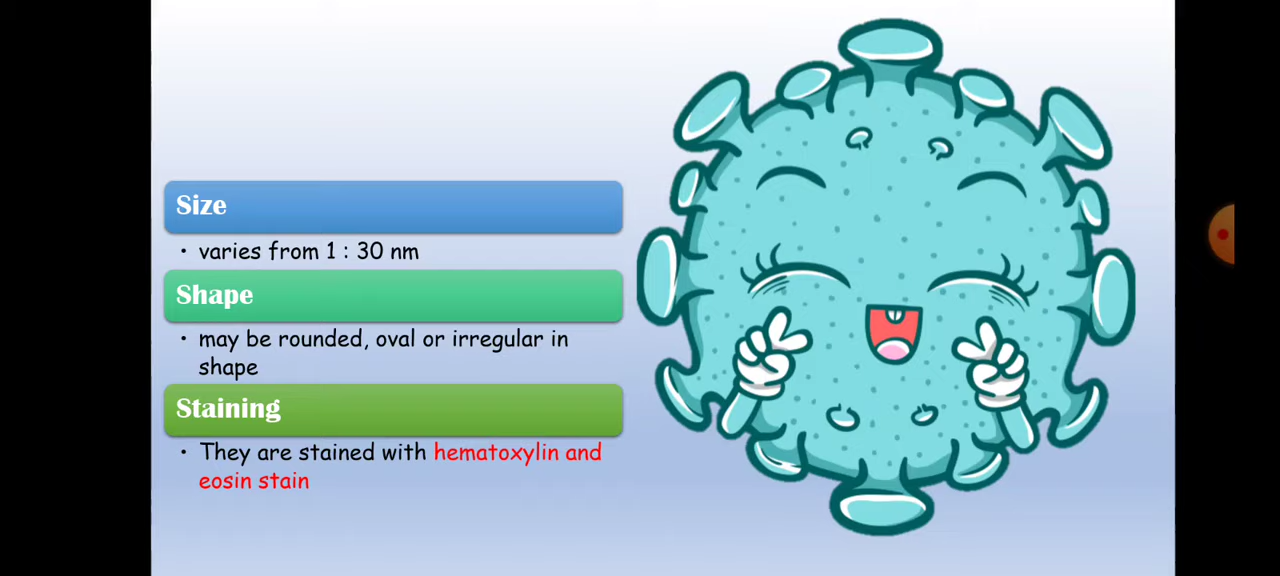 Size
• varies from 1 : 30 nm
Shape
• may be rounded, oval or irregular in
shape
Staining
• They are stained with hematoxylin and
eosin stain